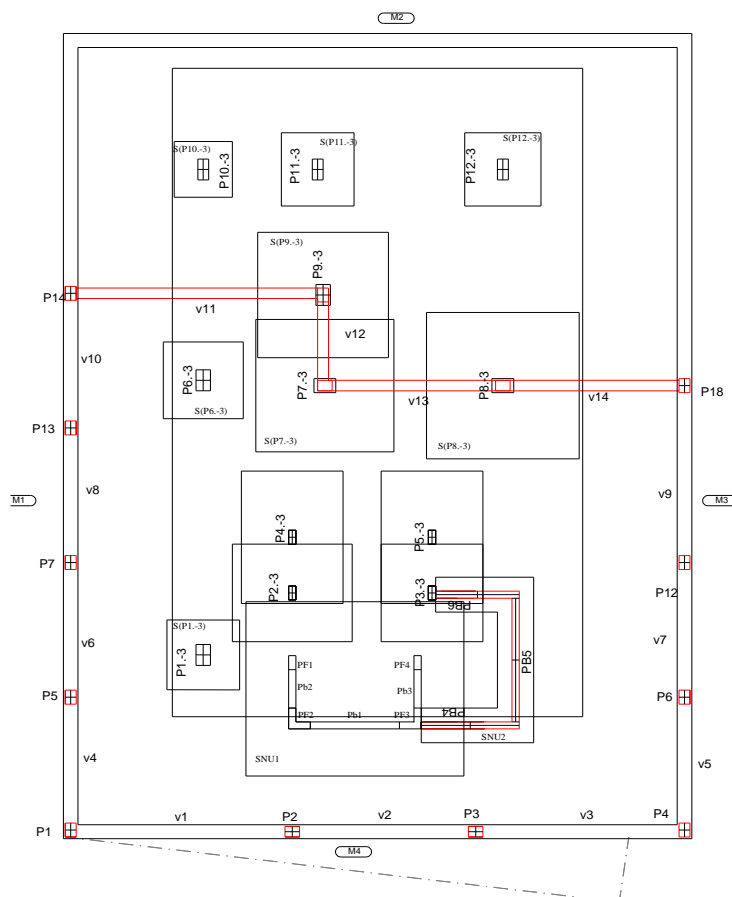 M2
S(P10.-3)
P10.-3
S(P11.-3)
P11.-3
S(P12.-3)
P12.-3
S(P9.-3)
P9.-3
P14
v11
v12
v10
P6.-3
S(P6.-3)
P7.-3
S(P7.-3)
v13
P8.-3
S(P8.-3)
v14
P18
P13
v8
v9
M1
M3
P4.-3
P5.-3
P7
P2.-3
P3.-3
PB6
P12
S(P1.-3)
P1.-3
v6
v7
PF1
PF4
Pb2
Pb3
PB5
P5
P6
PF2
Pb1
PF3
PB4
SNU2
SNU1
v4
v5
P1
v1
P2
v2
P3
v3
P4
M4